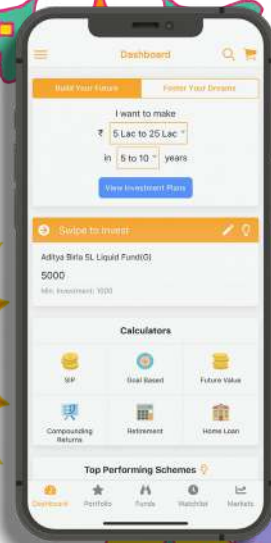 Dashboard
Build Your Future
Foster Your Dreams
I want to make
₹ 5 Lac to 25 Lac
in 5 to 10 years
View Investment Plans
Swipe to Invest
Aditya Birla SL Liquid Fund(G)
5000
Min. Investment: 1000
Calculators
SIP
Goal Based
Future Value
Compounding
Returns
Retirement
Home Loan
Top Performing Schemes
Dashboard
Portfolio
Funds
Watchlist
Markets